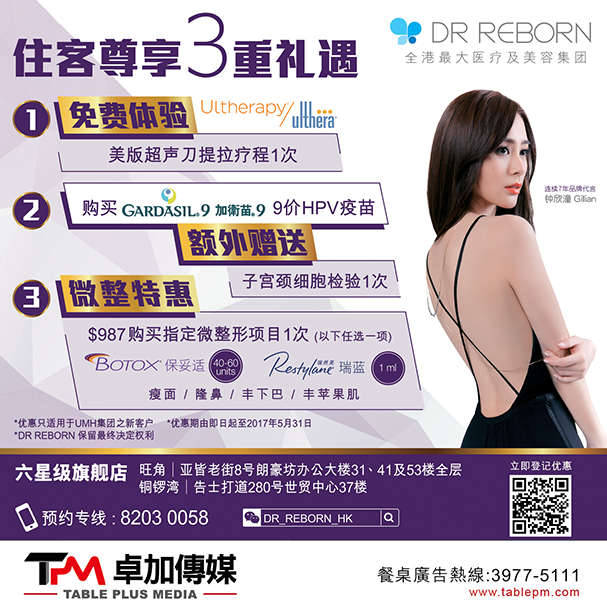 DR REBORN
全港最大医疗及美容集团
住客尊享3重礼遇
1 免费体验 Ultherapy/ulthera
美版超声刀提拉疗程1次
2 购买 GARDASIL®9 加衛苗®9 9价HPV疫苗
额外赠送
子宫颈细胞检验1次
3 微整特惠
$987购买指定微整形项目1次 (以下任选一项)
BOTOX® 保妥适 40-60 units Restylane 瑞然美 瑞蓝 1 ml
瘦面 / 隆鼻 / 丰下巴 / 丰苹果肌
连续7年品牌代言
钟欣潼 Gillian
*优惠只适用于UMH集团之新客户 *优惠期由即日起至2017年5月31日
*DR REBORN 保留最终决定权利
六星级旗舰店
旺角｜亚皆老街8号朗豪坊办公大楼31、41及53楼全层
铜锣湾｜告士打道280号世贸中心37楼
预约专线 : 8203 0058
DR_REBORN_HK
立即登记优惠
TPM 卓加傳媒
TABLE PLUS MEDIA
餐桌廣告熱線:3977-5111
www.tablepm.com